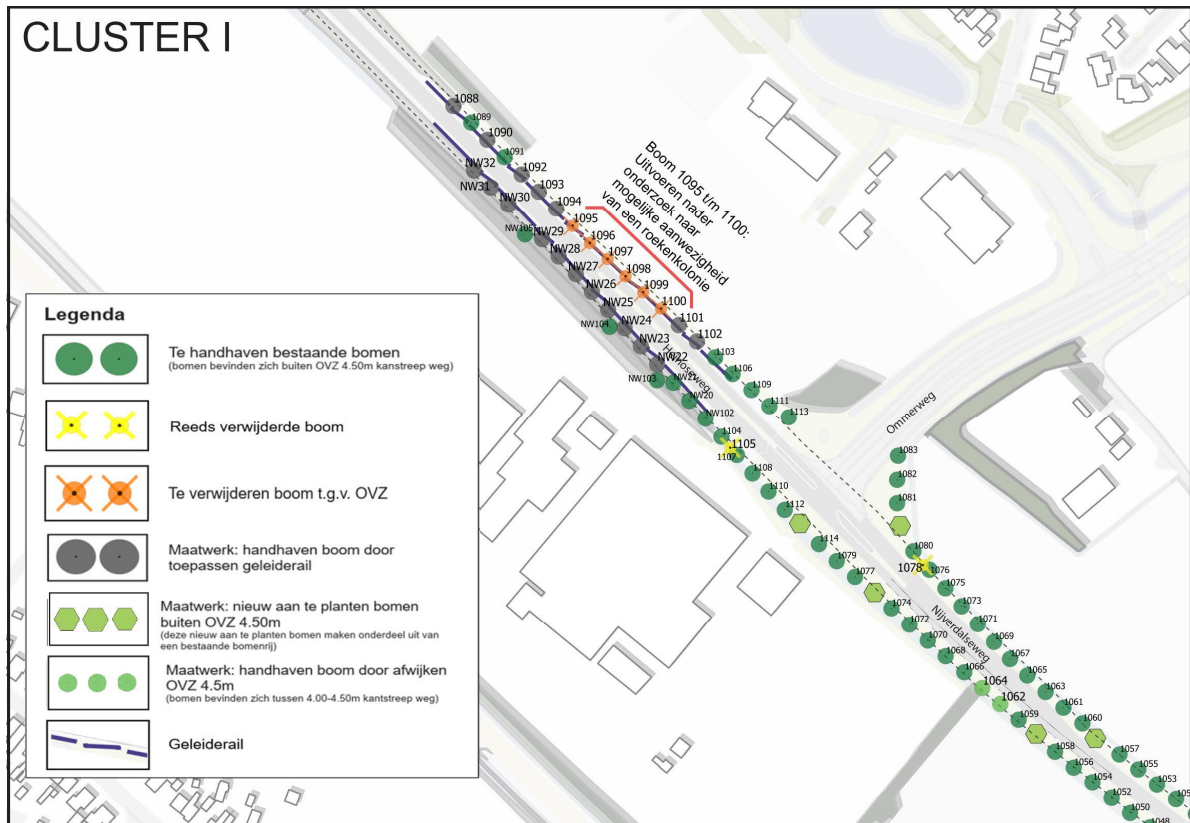 CLUSTER I
1088
1089
1090
1091
1092
1093
1094
1095
1096
1097
1098
1099
1100
1101
1102
1103
1106
1109
1111
1113
Boom 1095 t/m 1100:
Uitvoeren nader
onderzoek naar
mogelijke aanwezigheid
van een roekenkolonie
NW32
NW31
NW30
NW105
NW29
NW28
NW27
NW26
NW25
NW104
NW24
NW23
NW22
NW103
NW21
NW20
NW102
1104
1105
1107
1108
1110
1112
1114
1079
1077
1074
1072
1070
1068
1066
1064
1062
1059
1058
1056
1054
1052
1050
1048
Ommerweg
1083
1082
1081
1080
1078
1076
1075
1073
1071
1069
1067
1065
1063
1061
1060
1057
1055
1053
Nijverdalseweg
Legenda
Te handhaven bestaande bomen
(bomen bevinden zich buiten OVZ 4.50m kantstreep weg)
Reeds verwijderde boom
Te verwijderen boom t.g.v. OVZ
Maatwerk: handhaven boom door
toepassen geleiderail
Maatwerk: nieuw aan te planten bomen
buiten OVZ 4.50m
(deze nieuw aan te planten bomen maken onderdeel uit van
een bestaande bomenrij)
Maatwerk: handhaven boom door afwijken
OVZ 4.5m
(bomen bevinden zich tussen 4.00-4.50m kantstreep weg)
Geleiderail